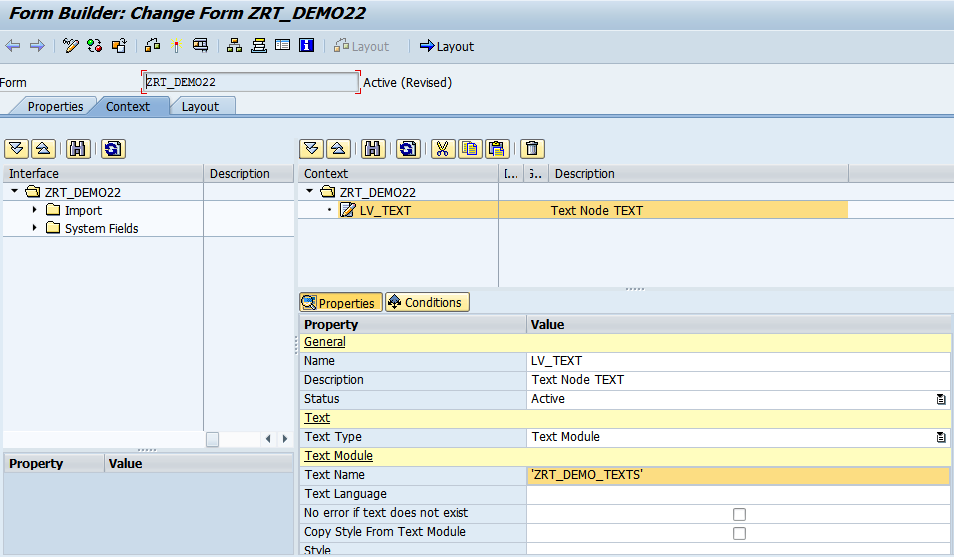 Form Builder: Change Form ZRT_DEMO22
Layout
Layout
Form ZRT_DEMO22 Active (Revised)
Properties Context Layout
Interface Description
ZRT_DEMO22
Import
System Fields
Context I... S.. Description
ZRT_DEMO22
LV_TEXT Text Node TEXT
Properties Conditions
Property Value
General
Name LV_TEXT
Description Text Node TEXT
Status Active
Text
Text Type Text Module
Text Module
Text Name 'ZRT_DEMO_TEXTS'
Text Language
No error if text does not exist
Copy Style From Text Module
Style
Property Value